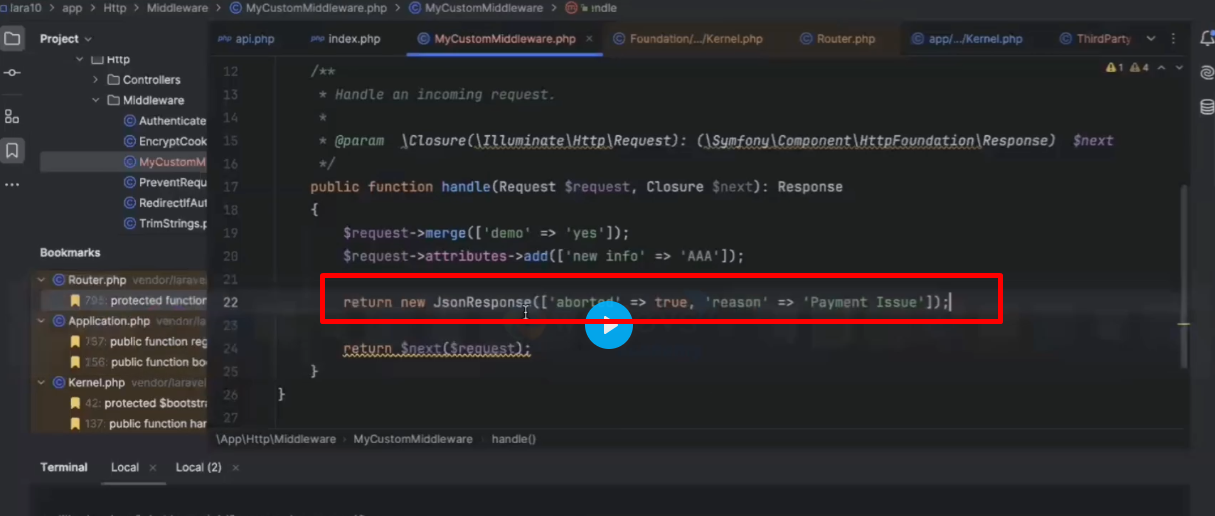 lara10 > app > Http > Middleware > MyCustomMiddleware.php > MyCustomMiddleware >
Project
api.php index.php MyCustomMiddleware.php × Foundation/.../Kernel.php Router.php app/.../Kernel.php ThirdParty
Http
Controllers
Middleware
Authenticate
EncryptCook
MyCustomM
PreventRequ
RedirectIfAut
TrimStrings.p
Bookmarks
Router.php vendor/larave
795: protected function
Application.php vendor/larave
757: public function reg
public function bo
Kernel.php vendor/laravel
42: protected $bootstra
137: public function han
1 4
12 /**
13 * Handle an incoming request.
14 *
15 * @param \Closure(\Illuminate\Http\Request): (\Symfony\Component\HttpFoundation\Response) $next
16 */
17 public function handle(Request $request, Closure $next): Response
18 {
19 $request->merge(['demo' => 'yes']);
20 $request->attributes->add(['new info' => 'AAA']);
21
22 return new JsonResponse(['aborted' => true, 'reason' => 'Payment Issue']);
23
24 return $next($request);
25 }
26 }
27
\App\Http\Middleware > MyCustomMiddleware > handle()
Terminal Local × Local (2) ×